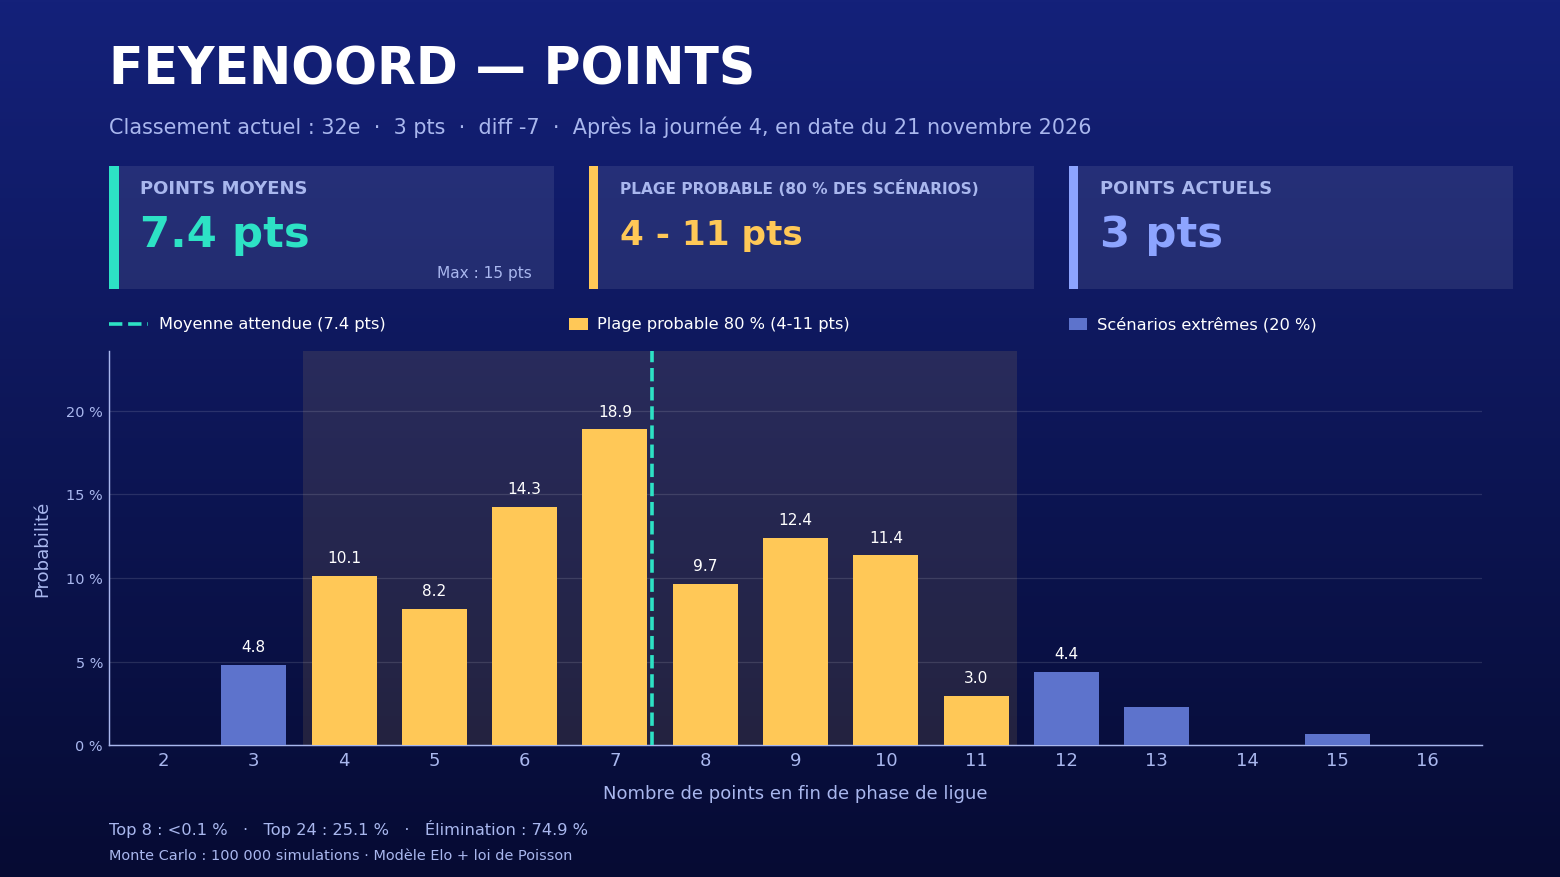 FEYENOORD — POINTS
Classement actuel : 32e · 3 pts · diff -7 · Après la journée 4, en date du 21 novembre 2026
POINTS MOYENS
7.4 pts
Max : 15 pts
PLAGE PROBABLE (80 % DES SCÉNARIOS)
4 - 11 pts
POINTS ACTUELS
3 pts
Moyenne attendue (7.4 pts)
Plage probable 80 % (4-11 pts)
Scénarios extrêmes (20 %)
Probabilité
20 %
15 %
10 %
5 %
0 %
4.8
10.1
8.2
14.3
18.9
9.7
12.4
11.4
3.0
4.4
2 3 4 5 6 7 8 9 10 11 12 13 14 15 16
Nombre de points en fin de phase de ligue
Top 8 : <0.1 % · Top 24 : 25.1 % · Élimination : 74.9 %
Monte Carlo : 100 000 simulations · Modèle Elo + loi de Poisson